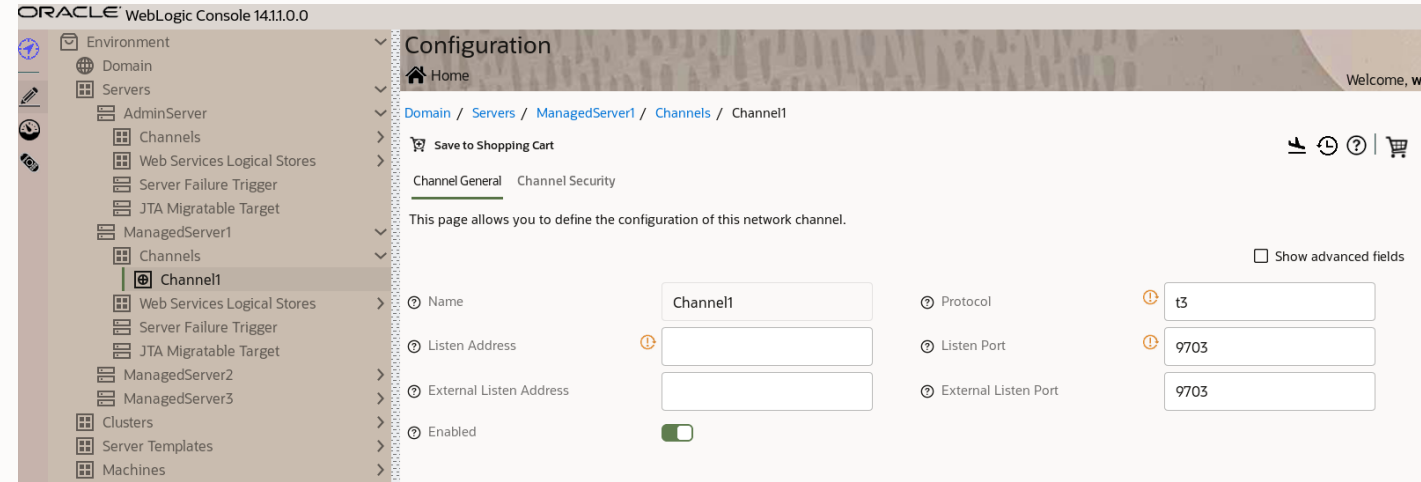 ORACLE' WebLogic Console 14.1.1.0.0
Environment
Domain
Servers
AdminServer
Channels
Web Services Logical Stores
Server Failure Trigger
JTA Migratable Target
ManagedServer1
Channels
Channel1
Web Services Logical Stores
Server Failure Trigger
JTA Migratable Target
ManagedServer2
ManagedServer3
Clusters
Server Templates
Machines
Configuration
Home
Welcome, w
Domain / Servers / ManagedServer1 / Channels / Channel1
Save to Shopping Cart
Channel General Channel Security
This page allows you to define the configuration of this network channel.
Show advanced fields
Name Channel1 Protocol t3
Listen Address Listen Port 9703
External Listen Address External Listen Port 9703
Enabled